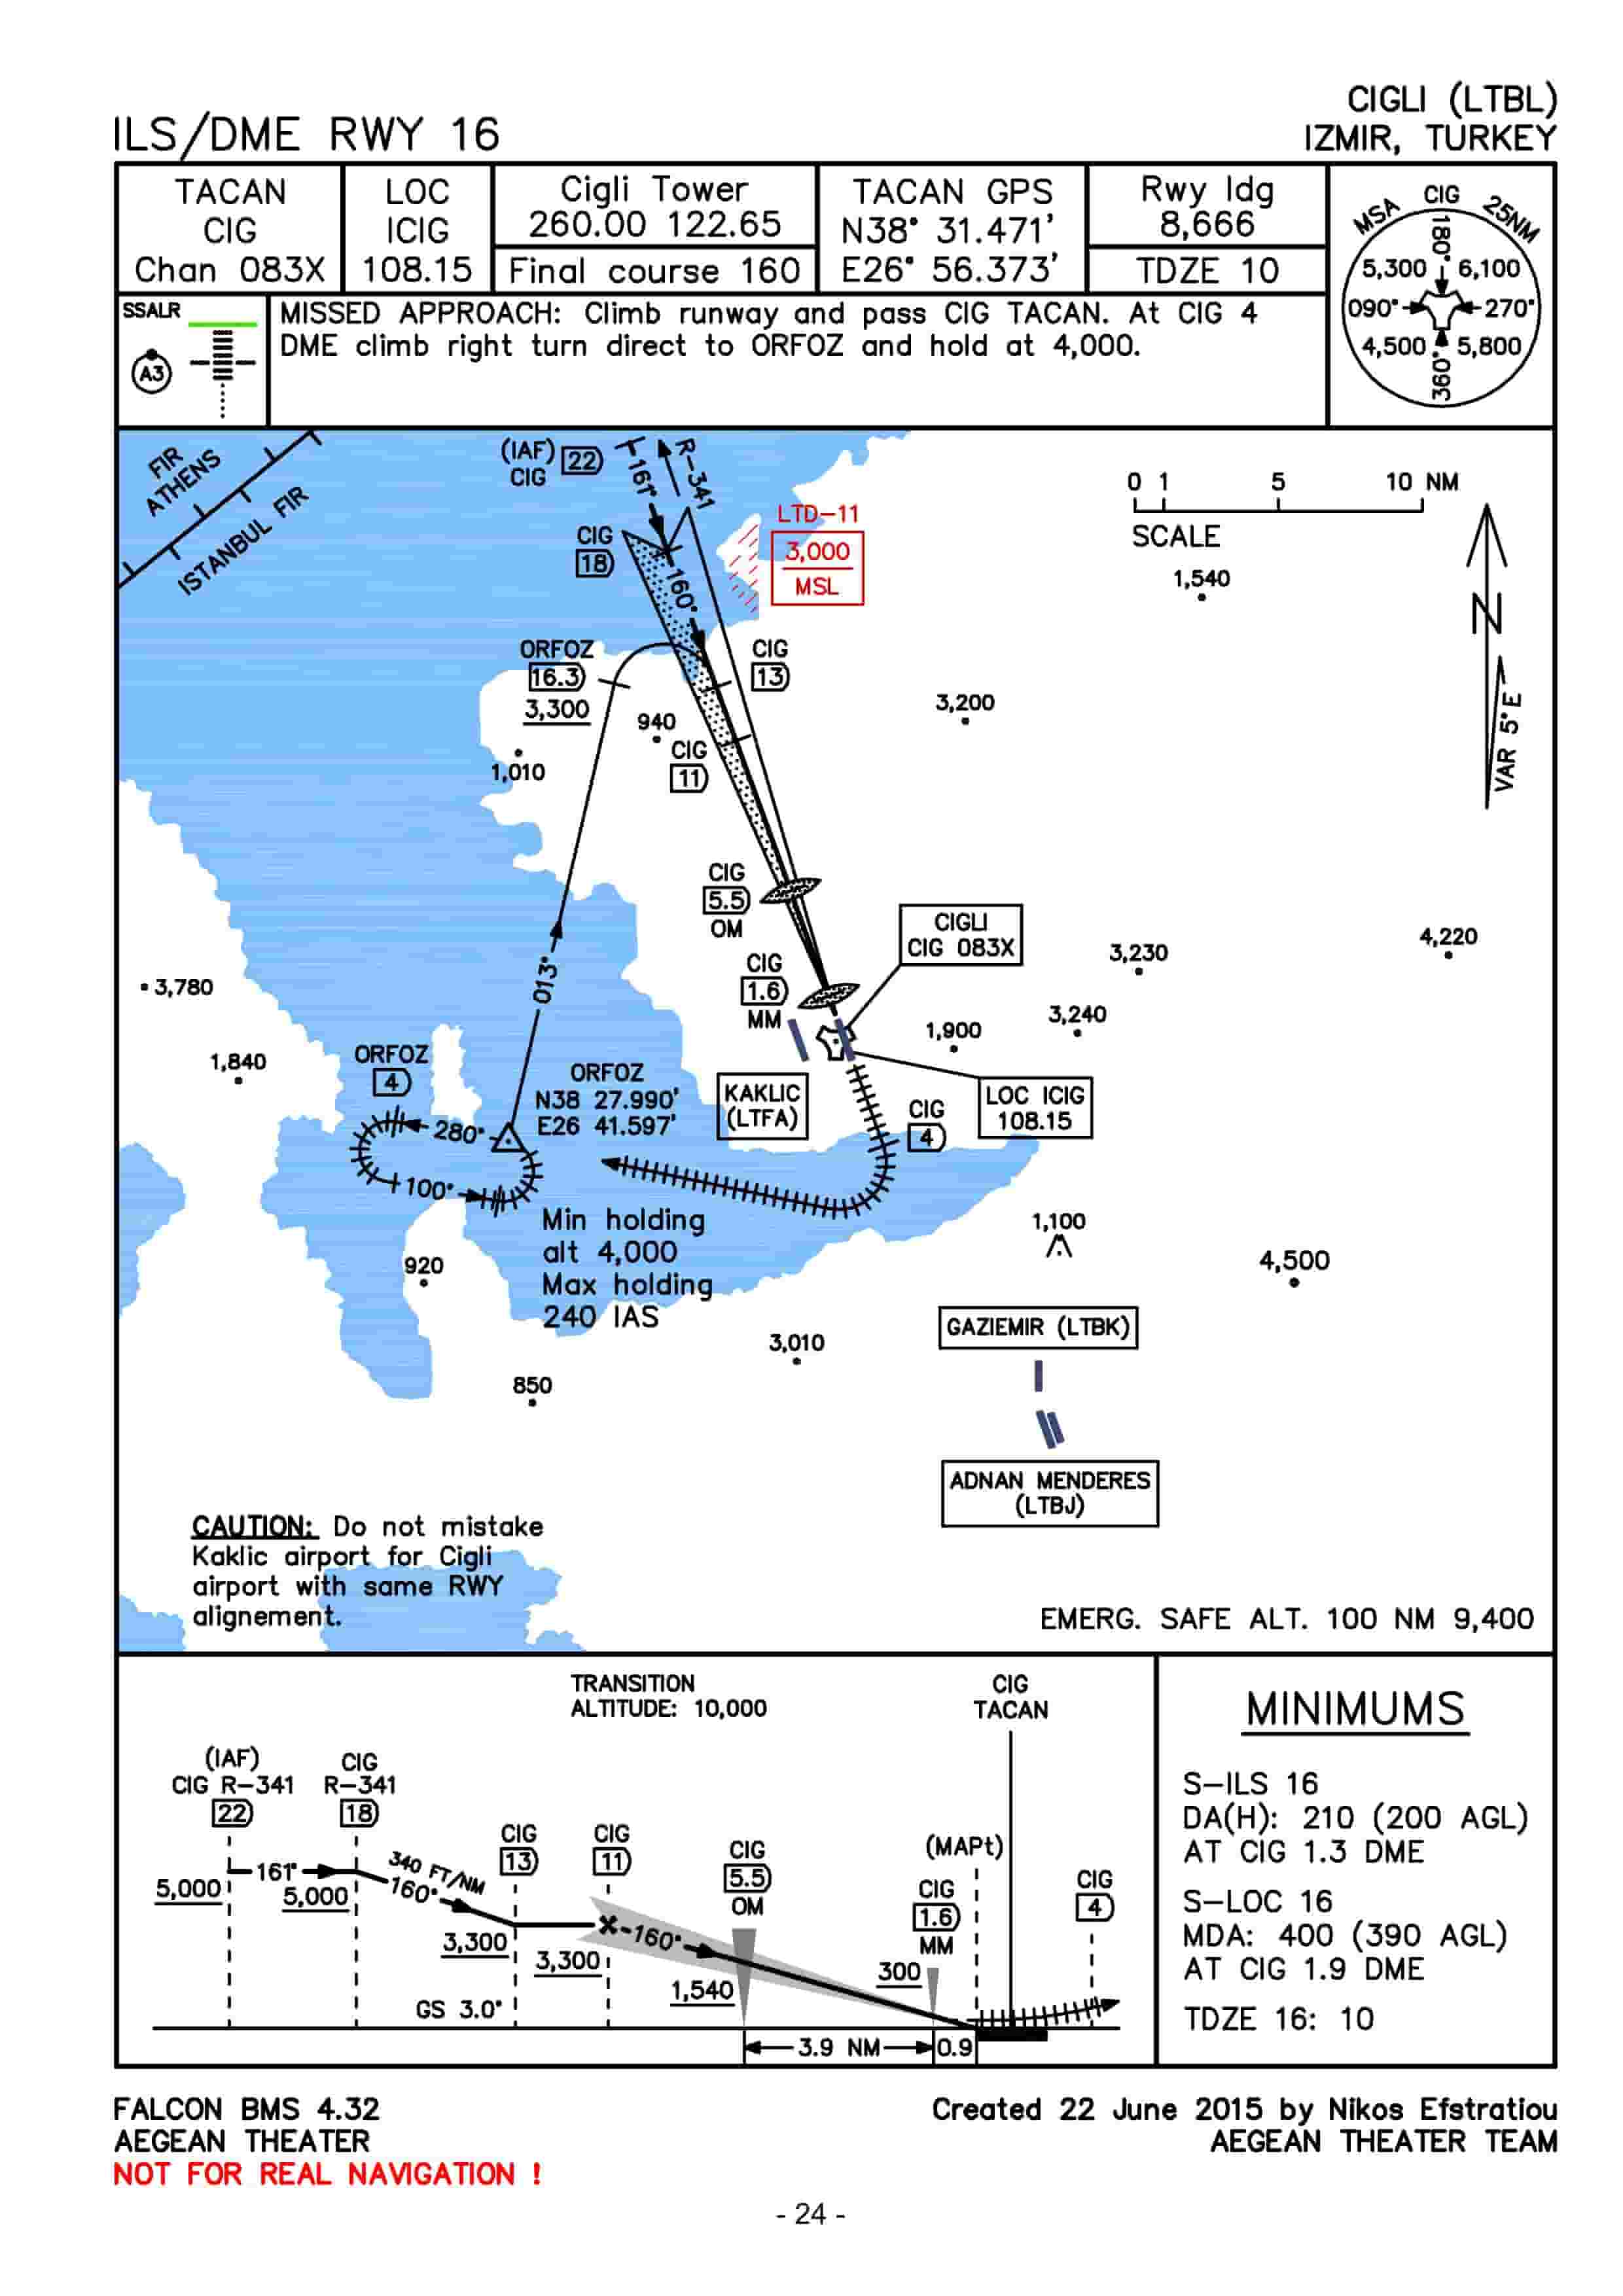 CIGLI (LTBL)
ILS/DME RWY 16
IZMIR, TURKEY
TACAN
CIG
Chan 083X
LOC
ICIG
108.15
Cigli Tower
260.00 122.65
Final course 160
TACAN GPS
N38° 31.471'
E26° 56.373'
Rwy ldg
8,666
TDZE 10
MSA CIG 25NM
180°
5,300 6,100
090° 270°
4,500 5,800
360°
SSALR
A3
MISSED APPROACH: Climb runway and pass CIG TACAN. At CIG 4
DME climb right turn direct to ORFOZ and hold at 4,000.
FIR
ATHENS
ISTANBUL FIR
(IAF)
CIG 22
161°
R-341
CIG
18
160°
LTD-11
3,000
MSL
0 1 5 10 NM
SCALE
1,540
N
VAR 5°E
ORFOZ
16.3
3,300
CIG
13
940
CIG
11
1,010
3,200
CIG
5.5
OM
CIGLI
CIG 083X
3,230
4,220
CIG
1.6
MM
013°
3,780
1,840
1,900
3,240
ORFOZ
4
ORFOZ
N38 27.990'
E26 41.597'
KAKLIC
(LTFA)
LOC ICIG
108.15
CIG
4
280°
100°
Min holding
alt 4,000
Max holding
240 IAS
1,100
920
4,500
GAZIEMIR (LTBK)
3,010
850
ADNAN MENDERES
(LTBJ)
CAUTION: Do not mistake
Kaklic airport for Cigli
airport with same RWY
alignement.
EMERG. SAFE ALT. 100 NM 9,400
TRANSITION
ALTITUDE: 10,000
CIG
TACAN
(IAF)
CIG R-341
22
CIG
R-341
18
CIG
13
CIG
11
CIG
5.5
OM
(MAPt)
CIG
1.6
MM
CIG
4
161°
340 FT/NM
160°
160°
5,000
5,000
3,300
3,300
1,540
300
GS 3.0°
3.9 NM
0.9
MINIMUMS
S-ILS 16
DA(H): 210 (200 AGL)
AT CIG 1.3 DME
S-LOC 16
MDA: 400 (390 AGL)
AT CIG 1.9 DME
TDZE 16: 10
FALCON BMS 4.32
AEGEAN THEATER
NOT FOR REAL NAVIGATION !
Created 22 June 2015 by Nikos Efstratiou
AEGEAN THEATER TEAM
- 24 -